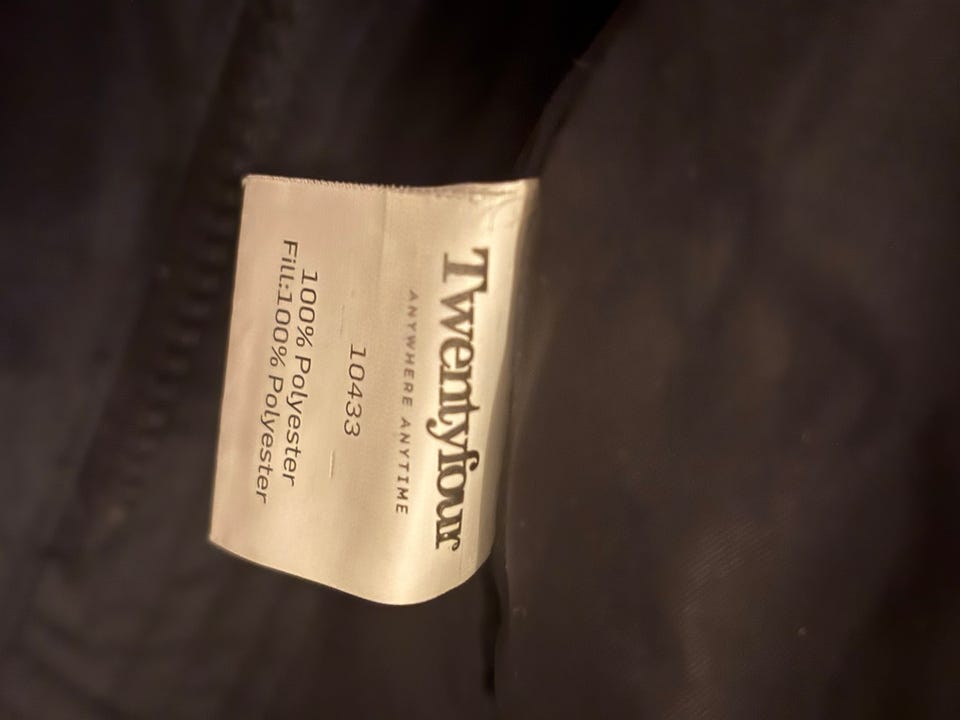 Twentyfour
ANYWHERE ANYTIME
10433
100% Polyester
Fill:100% Polyester